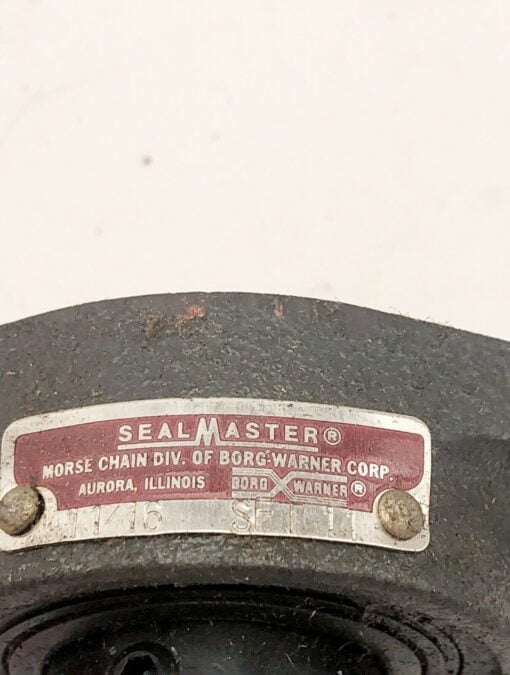 SEALMASTER®
MORSE CHAIN DIV. OF BORG-WARNER CORP.
AURORA, ILLINOIS BORG WARNER ®